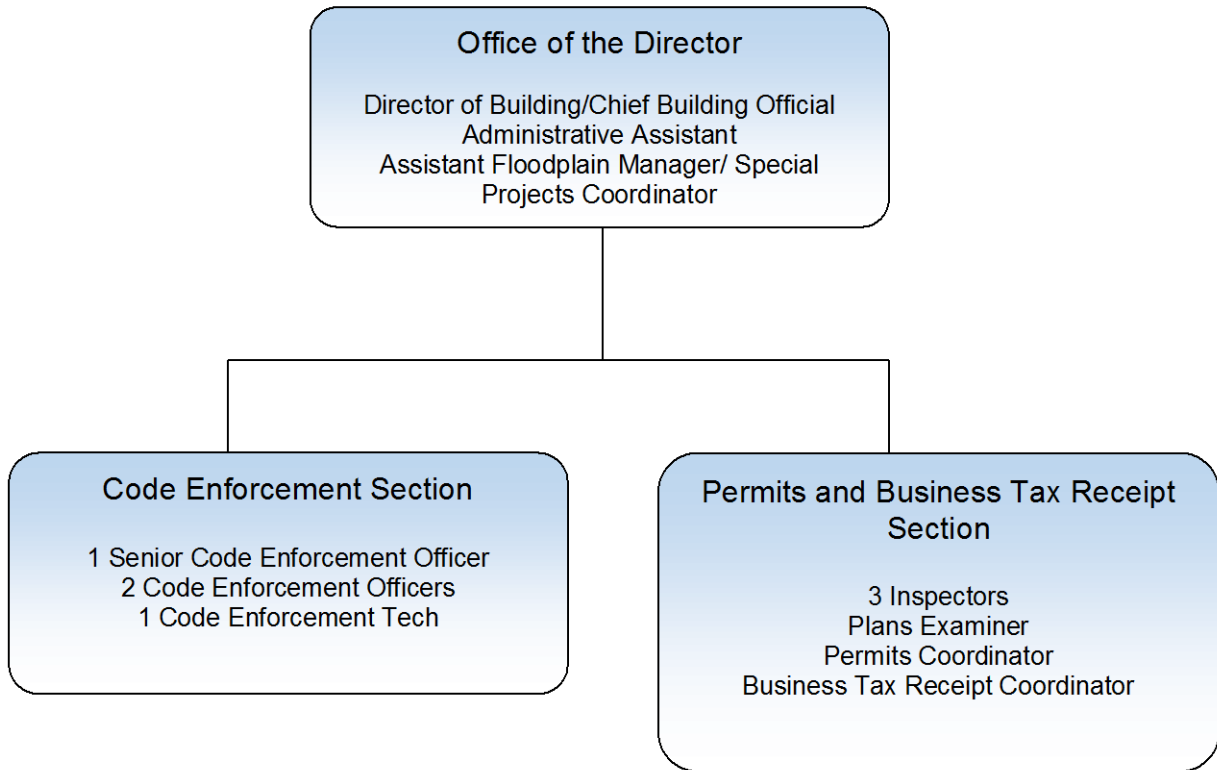 Office of the Director
Director of Building/Chief Building Official
Administrative Assistant
Assistant Floodplain Manager/ Special
Projects Coordinator
Code Enforcement Section
1 Senior Code Enforcement Officer
2 Code Enforcement Officers
1 Code Enforcement Tech
Permits and Business Tax Receipt
Section
3 Inspectors
Plans Examiner
Permits Coordinator
Business Tax Receipt Coordinator